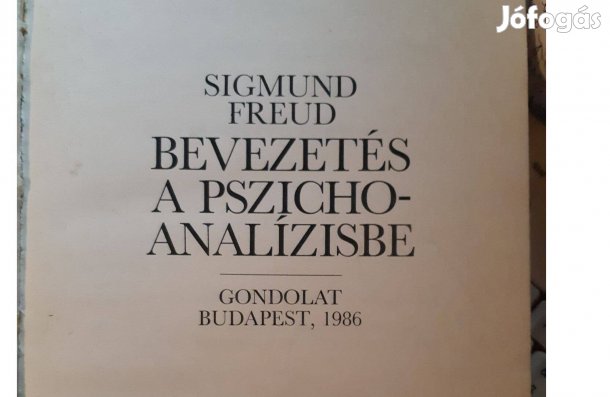 Jófogás
SIGMUND
FREUD
BEVEZETÉS
A PSZICHO-
ANALÍZISBE
GONDOLAT
BUDAPEST, 1986